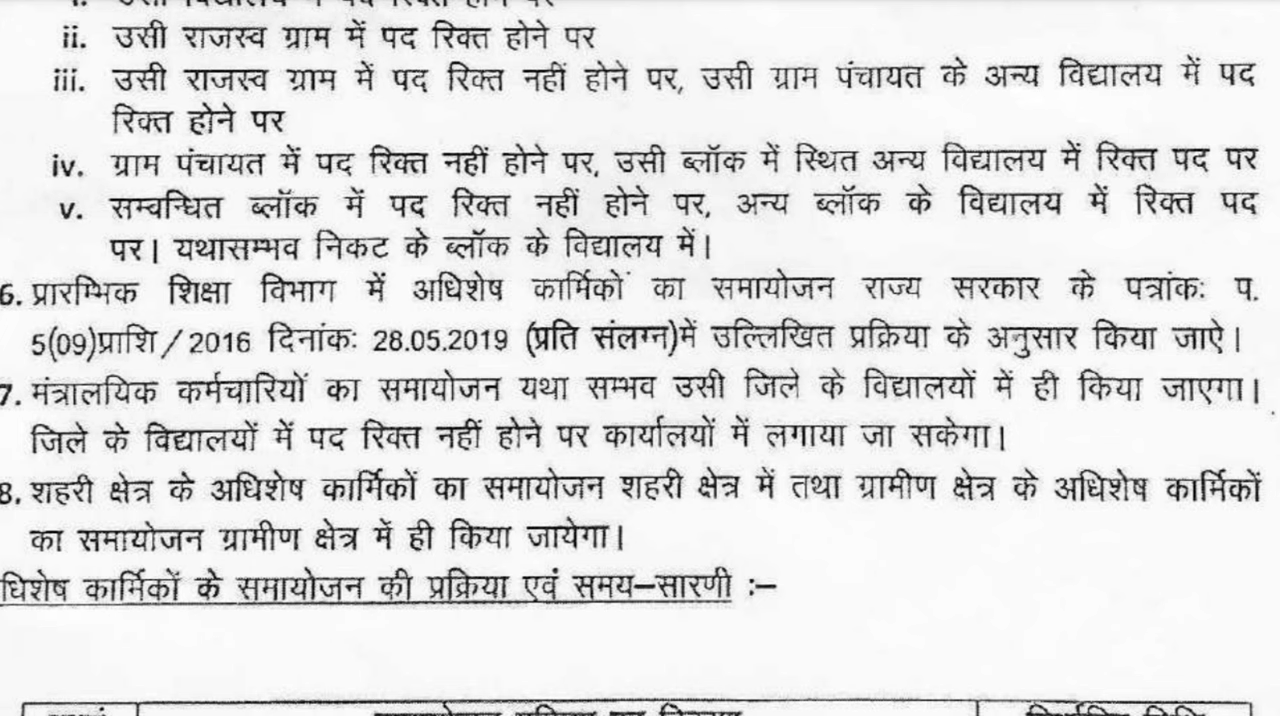 ii. उसी राजस्व ग्राम में पद रिक्त होने पर
iii. उसी राजस्व ग्राम में पद रिक्त नहीं होने पर, उसी ग्राम पंचायत के अन्य विद्यालय में पद
रिक्त होने पर
iv. ग्राम पंचायत में पद रिक्त नहीं होने पर, उसी ब्लॉक में स्थित अन्य विद्यालय में रिक्त पद पर
v. सम्वन्धित ब्लॉक में पद रिक्त नहीं होने पर, अन्य ब्लॉक के विद्यालय में रिक्त पद
पर। यथासम्भव निकट के ब्लॉक के विद्यालय में।
6. प्रारम्भिक शिक्षा विभाग में अधिशेष कार्मिकों का समायोजन राज्य सरकार के पत्रांकः प.
5(09)प्राशि/2016 दिनांकः 28.05.2019 (प्रति संलग्न)में उल्लिखित प्रक्रिया के अनुसार किया जाऐ।
7. मंत्रालयिक कर्मचारियों का समायोजन यथा सम्भव उसी जिले के विद्यालयों में ही किया जाएगा।
जिले के विद्यालयों में पद रिक्त नहीं होने पर कार्यालयों में लगाया जा सकेगा।
8. शहरी क्षेत्र के अधिशेष कार्मिकों का समायोजन शहरी क्षेत्र में तथा ग्रामीण क्षेत्र के अधिशेष कार्मिकों
का समायोजन ग्रामीण क्षेत्र में ही किया जायेगा।
धिशेष कार्मिकों के समायोजन की प्रक्रिया एवं समय–सारणी :–